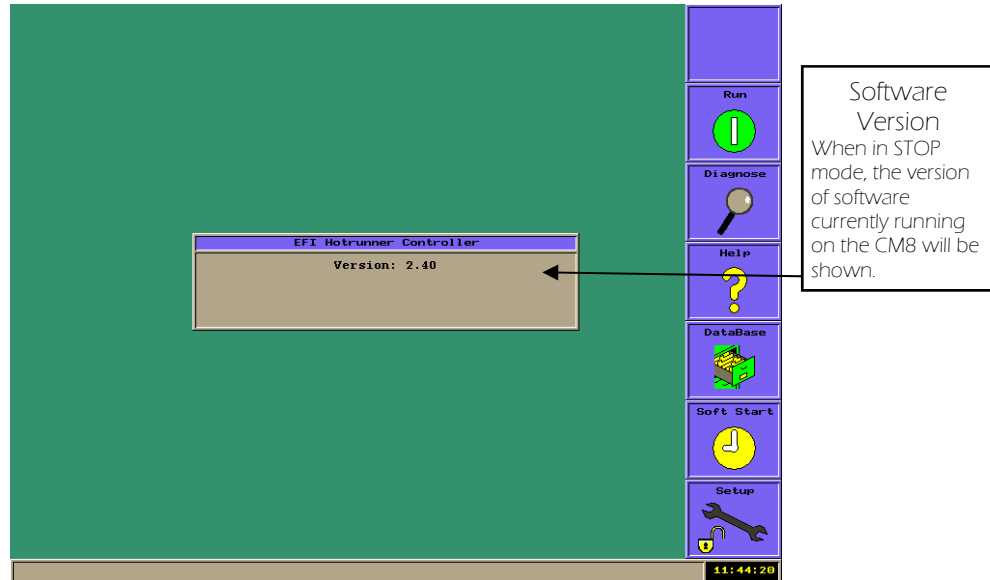 EFI Hotrunner Controller
Version: 2.40
Run
Diagnose
Help
DataBase
Soft Start
Setup
11:44:20
Software
Version
When in STOP
mode, the version
of software
currently running
on the CM8 will be
shown.